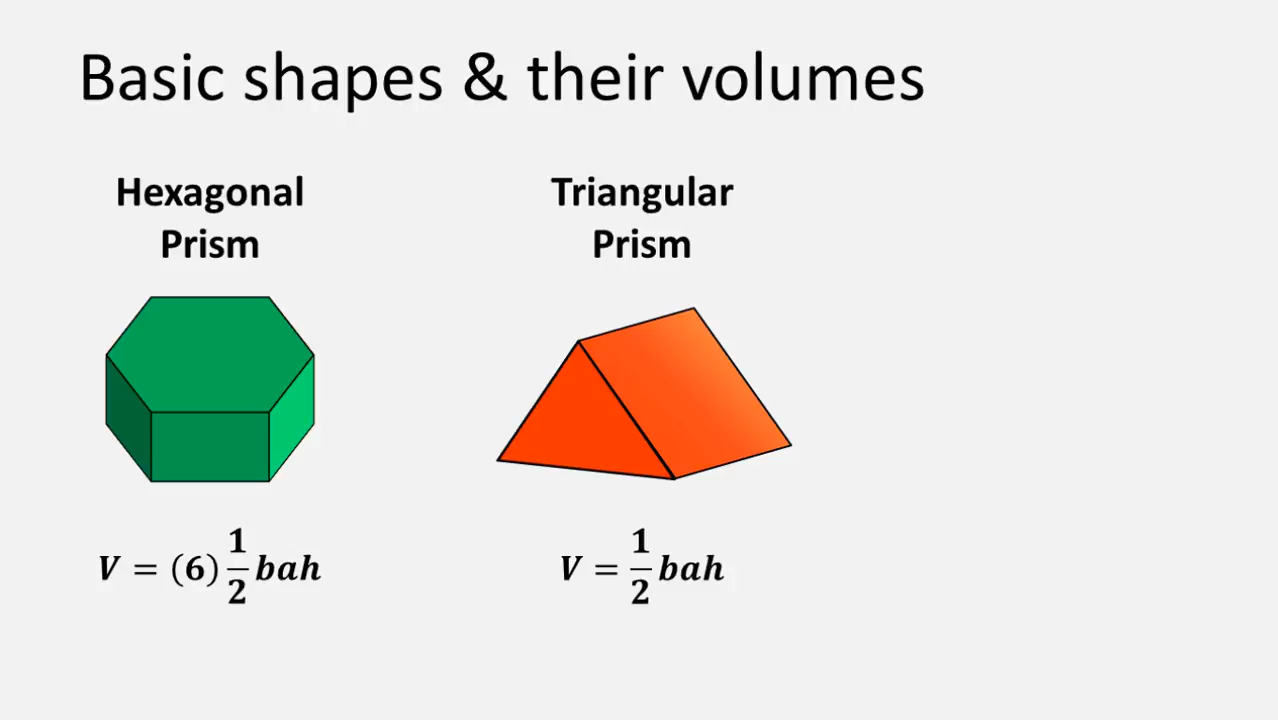 Basic shapes & their volumes
Hexagonal
Prism
Triangular
Prism
V = (6) 1/2 bah
V = 1/2 bah